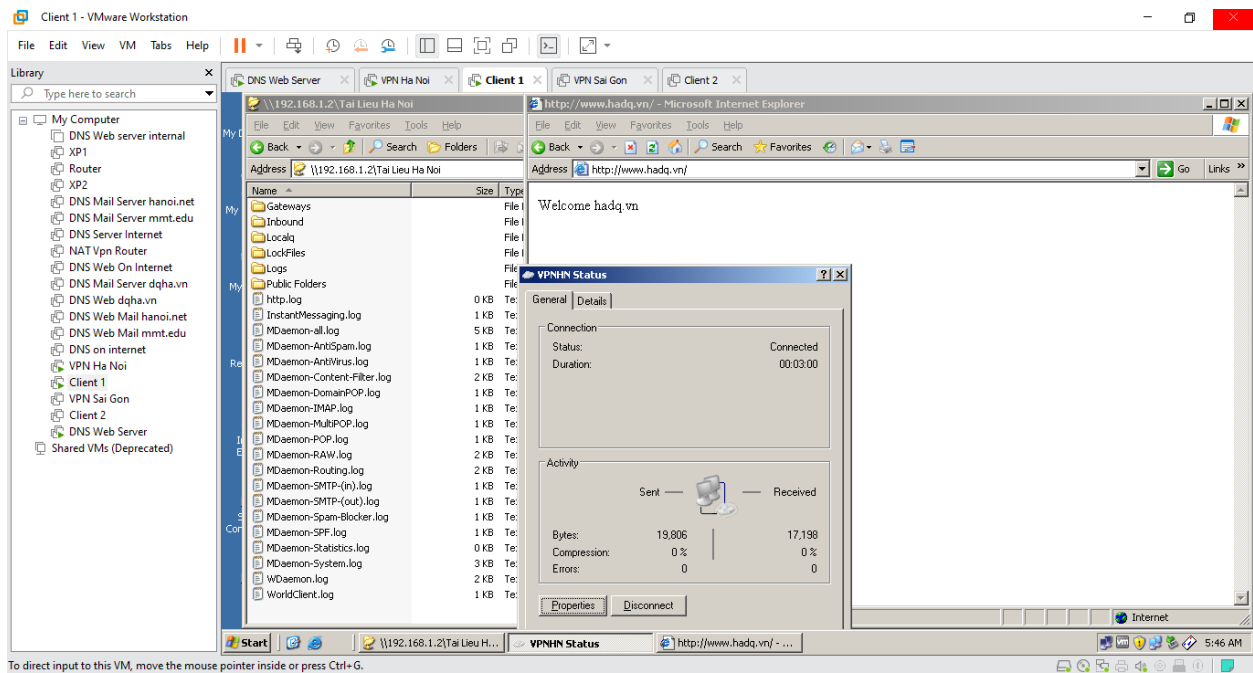 Client 1 - VMware Workstation
File Edit View VM Tabs Help
Library
Type here to search
My Computer
DNS Web server internal
XP1
Router
XP2
DNS Mail Server hanoi.net
DNS Mail Server mmt.edu
DNS Server Internet
NAT Vpn Router
DNS Web On Internet
DNS Mail Server dqha.vn
DNS Web dqha.vn
DNS Web Mail hanoi.net
DNS Web Mail mmt.edu
DNS on internet
VPN Ha Noi
Client 1
VPN Sai Gon
Client 2
DNS Web Server
Shared VMs (Deprecated)
DNS Web Server VPN Ha Noi Client 1 VPN Sai Gon Client 2
\\192.168.1.2\Tai Lieu Ha Noi
File Edit View Favorites Tools Help
Back Search Folders
Address \\192.168.1.2\Tai Lieu Ha Noi
Name Size Type
Gateways File
Inbound File
Localq File
LockFiles File
Logs File
Public Folders File
http.log 0 KB
InstantMessaging.log 1 KB
MDaemon-all.log 5 KB
MDaemon-AntiSpam.log 1 KB
MDaemon-AntiVirus.log 1 KB
MDaemon-Content-Filter.log 2 KB
MDaemon-DomainPOP.log 1 KB
MDaemon-IMAP.log 1 KB
MDaemon-MultiPOP.log 1 KB
MDaemon-POP.log 1 KB
MDaemon-RAW.log 2 KB
MDaemon-Routing.log 2 KB
MDaemon-SMTP-(in).log 1 KB
MDaemon-SMTP-(out).log 1 KB
MDaemon-Spam-Blocker.log 1 KB
MDaemon-SPF.log 1 KB
MDaemon-Statistics.log 0 KB
MDaemon-System.log 3 KB
WDaemon.log 2 KB
WorldClient.log 1 KB
http://www.hadq.vn/ - Microsoft Internet Explorer
File Edit View Favorites Tools Help
Back Search Favorites
Address http://www.hadq.vn/ Go Links »
Welcome hadq.vn
VPNHN Status
General Details
Connection
Status: Connected
Duration: 00:03:00
Activity
Sent — — Received
Bytes: 19,806 17,198
Compression: 0 % 0 %
Errors: 0 0
Properties Disconnect
Internet
Start \\192.168.1.2\Tai Lieu H... VPNHN Status http://www.hadq.vn/ - ... 5:46 AM
To direct input to this VM, move the mouse pointer inside or press Ctrl+G.